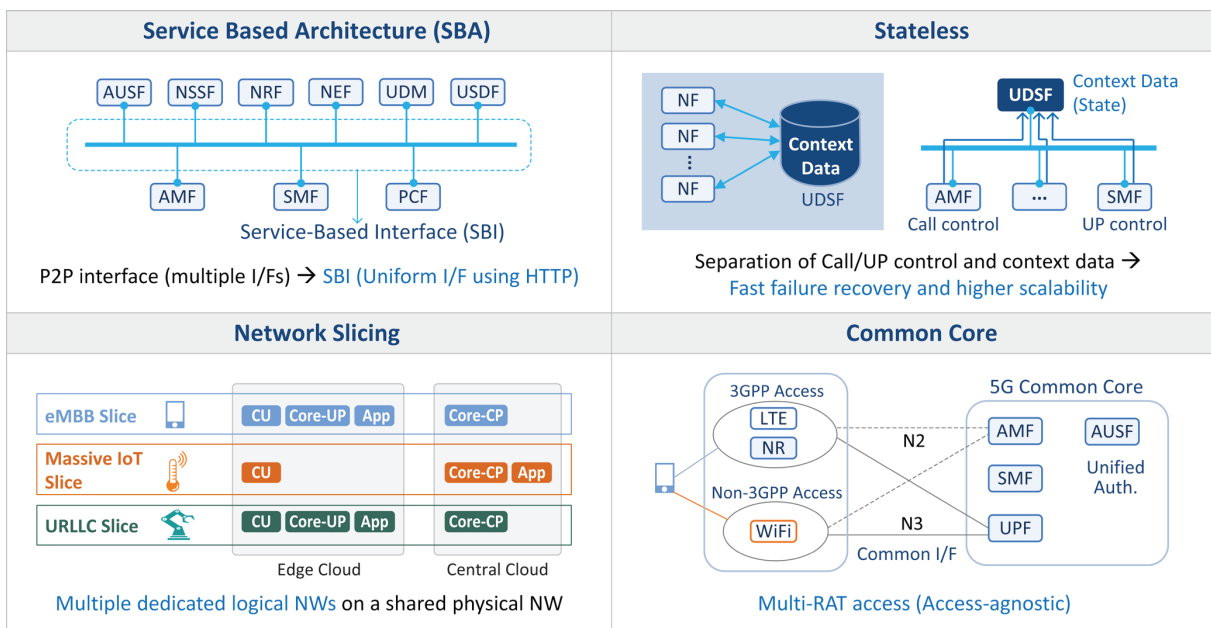 Service Based Architecture (SBA)
AUSF NSSF NRF NEF UDM USDF
AMF SMF PCF
Service-Based Interface (SBI)
P2P interface (multiple I/Fs) → SBI (Uniform I/F using HTTP)
Stateless
NF
NF
⋮
NF
Context
Data
UDSF
UDSF
Context Data
(State)
AMF ... SMF
Call control UP control
Separation of Call/UP control and context data →
Fast failure recovery and higher scalability
Network Slicing
eMBB Slice CU Core-UP App Core-CP
Massive IoT
Slice CU Core-CP App
URLLC Slice CU Core-UP App Core-CP
Edge Cloud Central Cloud
Multiple dedicated logical NWs on a shared physical NW
Common Core
3GPP Access
LTE
NR
Non-3GPP Access
WiFi
N2
N3
Common I/F
5G Common Core
AMF AUSF
Unified
Auth.
SMF
UPF
Multi-RAT access (Access-agnostic)